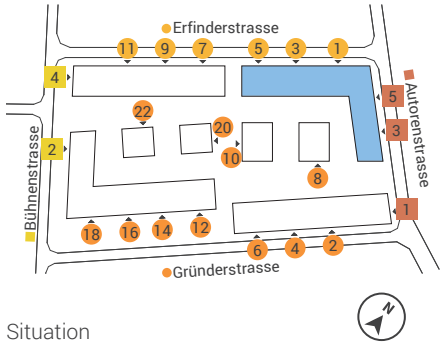 Erfinderstrasse
11 9 7 5 3 1
4
5
22
20
3
2
10
8
Autorenstrasse
Bühnenstrasse
18 16 14 12
1
6 4 2
Gründerstrasse
N
Situation